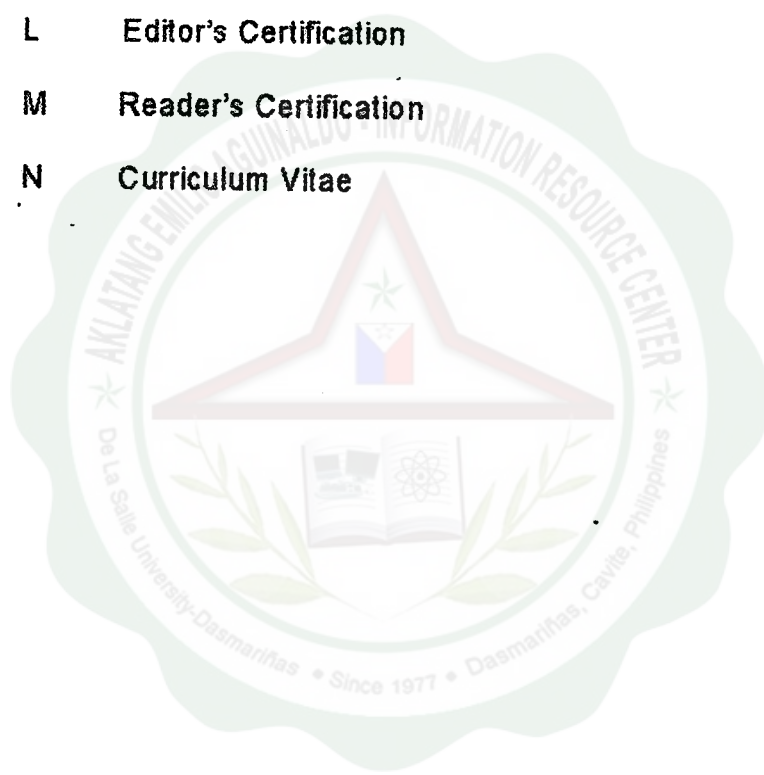 L Editor's Certification
M Reader's Certification
N Curriculum Vitae
AKLATANG EMILIO AGUINALDO - INFORMATION RESOURCE CENTER
De La Salle University-Dasmariñas • Since 1977 • Dasmariñas, Cavite, Philippines